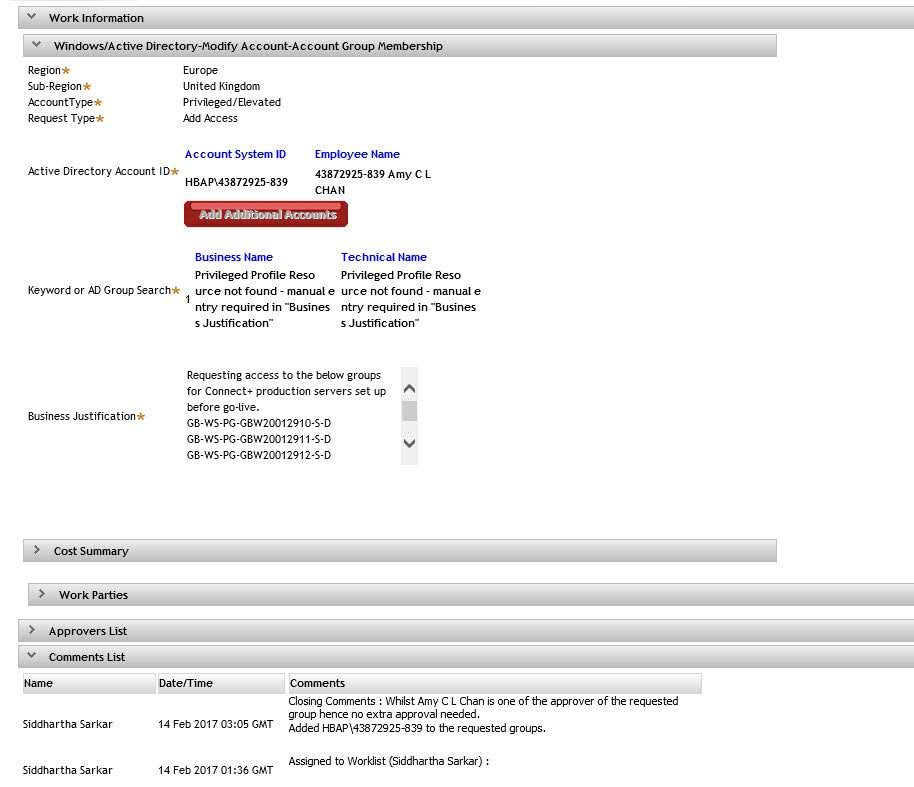 Work Information
Windows/Active Directory-Modify Account-Account Group Membership
Region* Europe
Sub-Region* United Kingdom
AccountType* Privileged/Elevated
Request Type* Add Access
Account System ID Employee Name
Active Directory Account ID* HBAP\43872925-839 43872925-839 Amy C L
CHAN
Add Additional Accounts
Business Name Technical Name
Privileged Profile Reso Privileged Profile Reso
Keyword or AD Group Search* 1 urce not found - manual e urce not found - manual e
ntry required in "Busines ntry required in "Busines
s Justification" s Justification"
Requesting access to the below groups
for Connect+ production servers set up
before go-live.
Business Justification* GB-WS-PG-GBW20012910-S-D
GB-WS-PG-GBW20012911-S-D
GB-WS-PG-GBW20012912-S-D
Cost Summary
Work Parties
Approvers List
Comments List
Name Date/Time Comments
Closing Comments : Whilst Amy C L Chan is one of the approver of the requested
Siddhartha Sarkar 14 Feb 2017 03:05 GMT group hence no extra approval needed.
Added HBAP\43872925-839 to the requested groups.
Siddhartha Sarkar 14 Feb 2017 01:36 GMT Assigned to Worklist (Siddhartha Sarkar) :